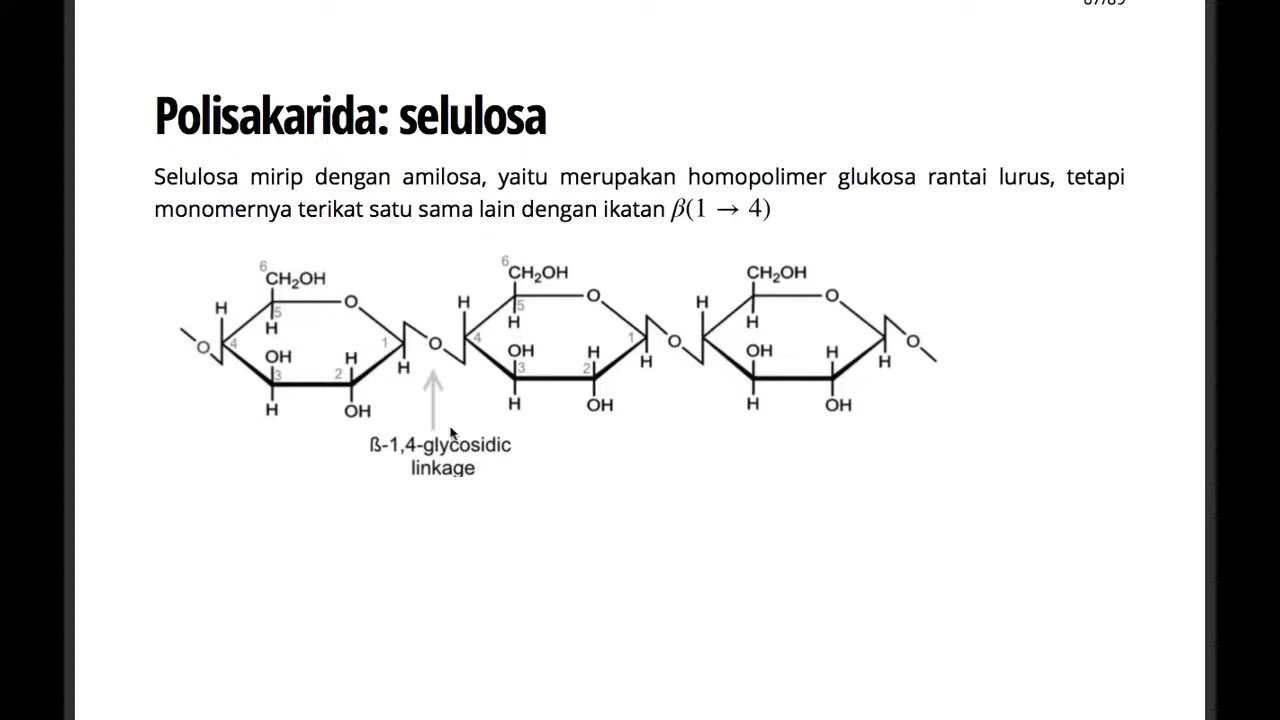 Polisakarida: selulosa
Selulosa mirip dengan amilosa, yaitu merupakan homopolimer glukosa rantai lurus, tetapi
monomernya terikat satu sama lain dengan ikatan β(1 → 4)
6 CH₂OH 6 CH₂OH CH₂OH
H O H O H O
5 H 5 H H
O 4 OH H 1 O 4 OH H 1 O OH H O
3 2 H 3 2 H H
H OH H OH H OH
ß-1,4-glycosidic
linkage